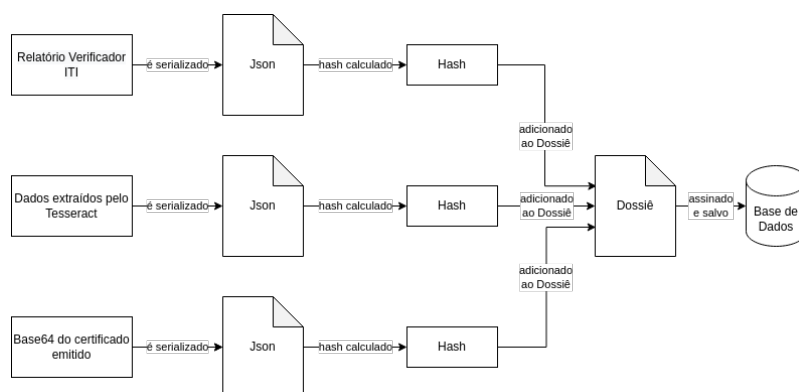 Relatório Verificador
ITI
é serializado
Json
hash calculado
Hash
adicionado
ao Dossiê
Dados extraídos pelo
Tesseract
é serializado
Json
hash calculado
Hash
adicionado
ao Dossiê
Dossiê
assinado
e salvo
Base de
Dados
adicionado
ao Dossiê
Base64 do certificado
emitido
é serializado
Json
hash calculado
Hash